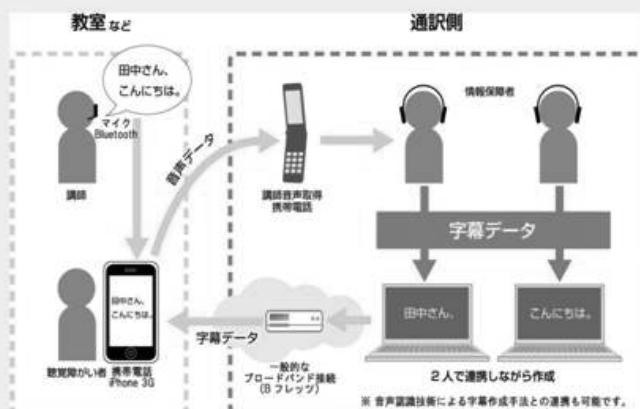 教室など
通訳側
田中さん、
こんにちは。
マイク
Bluetooth
講師
音声データ
講師音声取得
携帯電話
情報保障者
字幕データ
田中さん、
こんにちは。
2人で連携しながら作成
一般的な
ブロードバンド接続
(Bフレッツ)
字幕データ
田中さん、
こんにちは。
聴覚障がい者
携帯電話
iPhone 3G
※ 音声認識技術による字幕作成手法との連携も可能です。